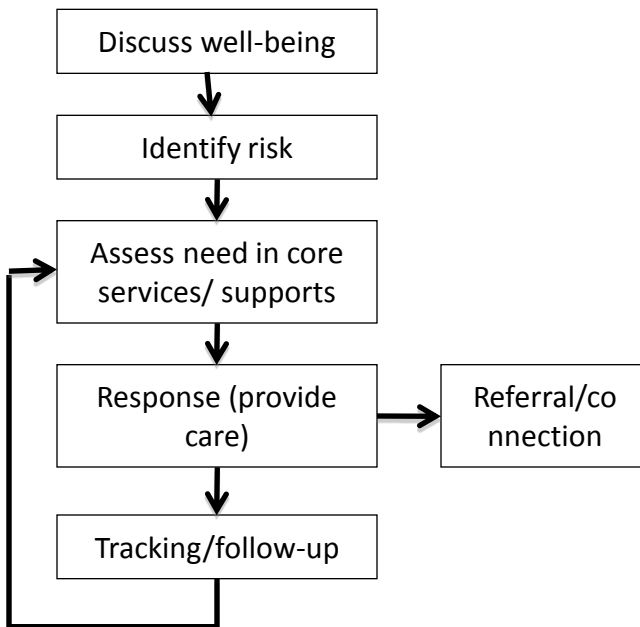 Discuss well-being
Identify risk
Assess need in core
services/ supports
Response (provide
care)
Referral/co
nnection
Tracking/follow-up